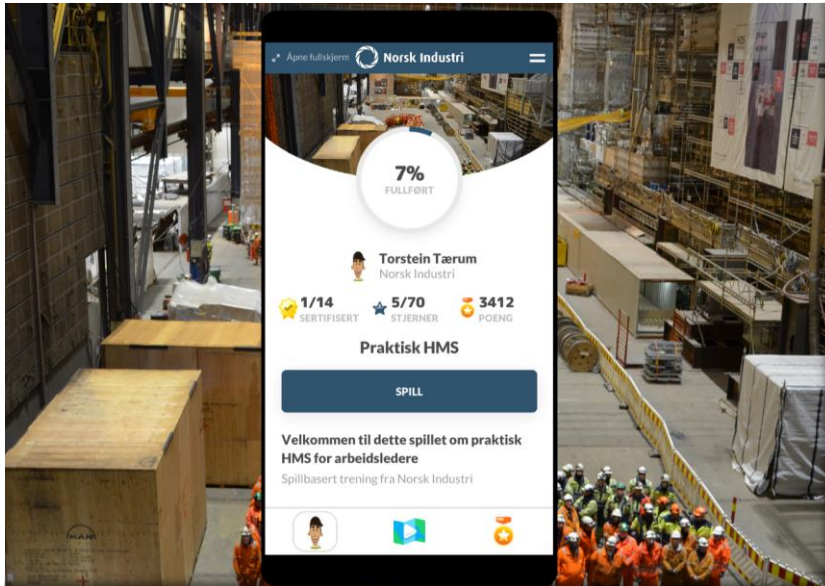 Åpne fullskjerm Norsk Industri
7%
FULLFØRT
Torstein Tærum
Norsk Industri
1/14 5/70 3412
SERTIFISERT STJERNER POENG
Praktisk HMS
SPILL
Velkommen til dette spillet om praktisk
HMS for arbeidsledere
Spillbasert trening fra Norsk Industri
MAN